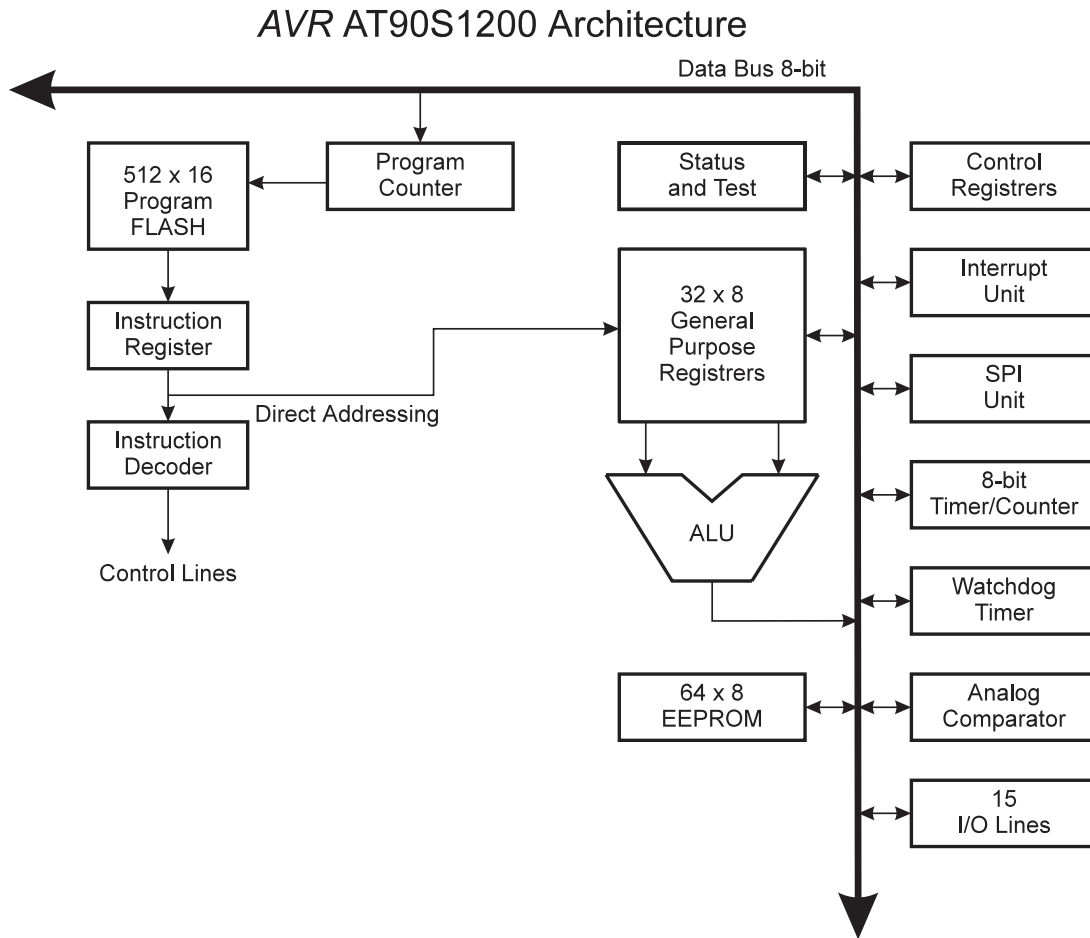 AVR AT90S1200 Architecture
Data Bus 8-bit
512 x 16
Program
FLASH
Program
Counter
Status
and Test
Control
Registrers
Instruction
Register
32 x 8
General
Purpose
Registrers
Interrupt
Unit
SPI
Unit
Direct Addressing
Instruction
Decoder
ALU
8-bit
Timer/Counter
Control Lines
Watchdog
Timer
64 x 8
EEPROM
Analog
Comparator
15
I/O Lines